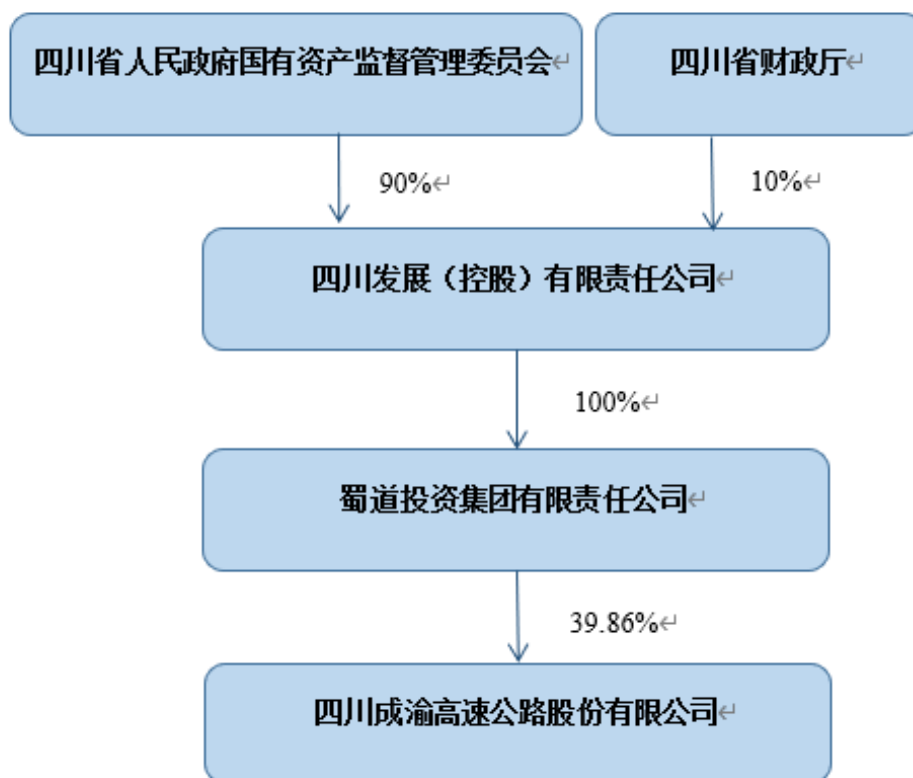 四川省人民政府国有资产监督管理委员会↵
四川省财政厅↵
90%↵
10%↵
四川发展（控股）有限责任公司↵
100%↵
蜀道投资集团有限责任公司↵
39.86%↵
四川成渝高速公路股份有限公司↵